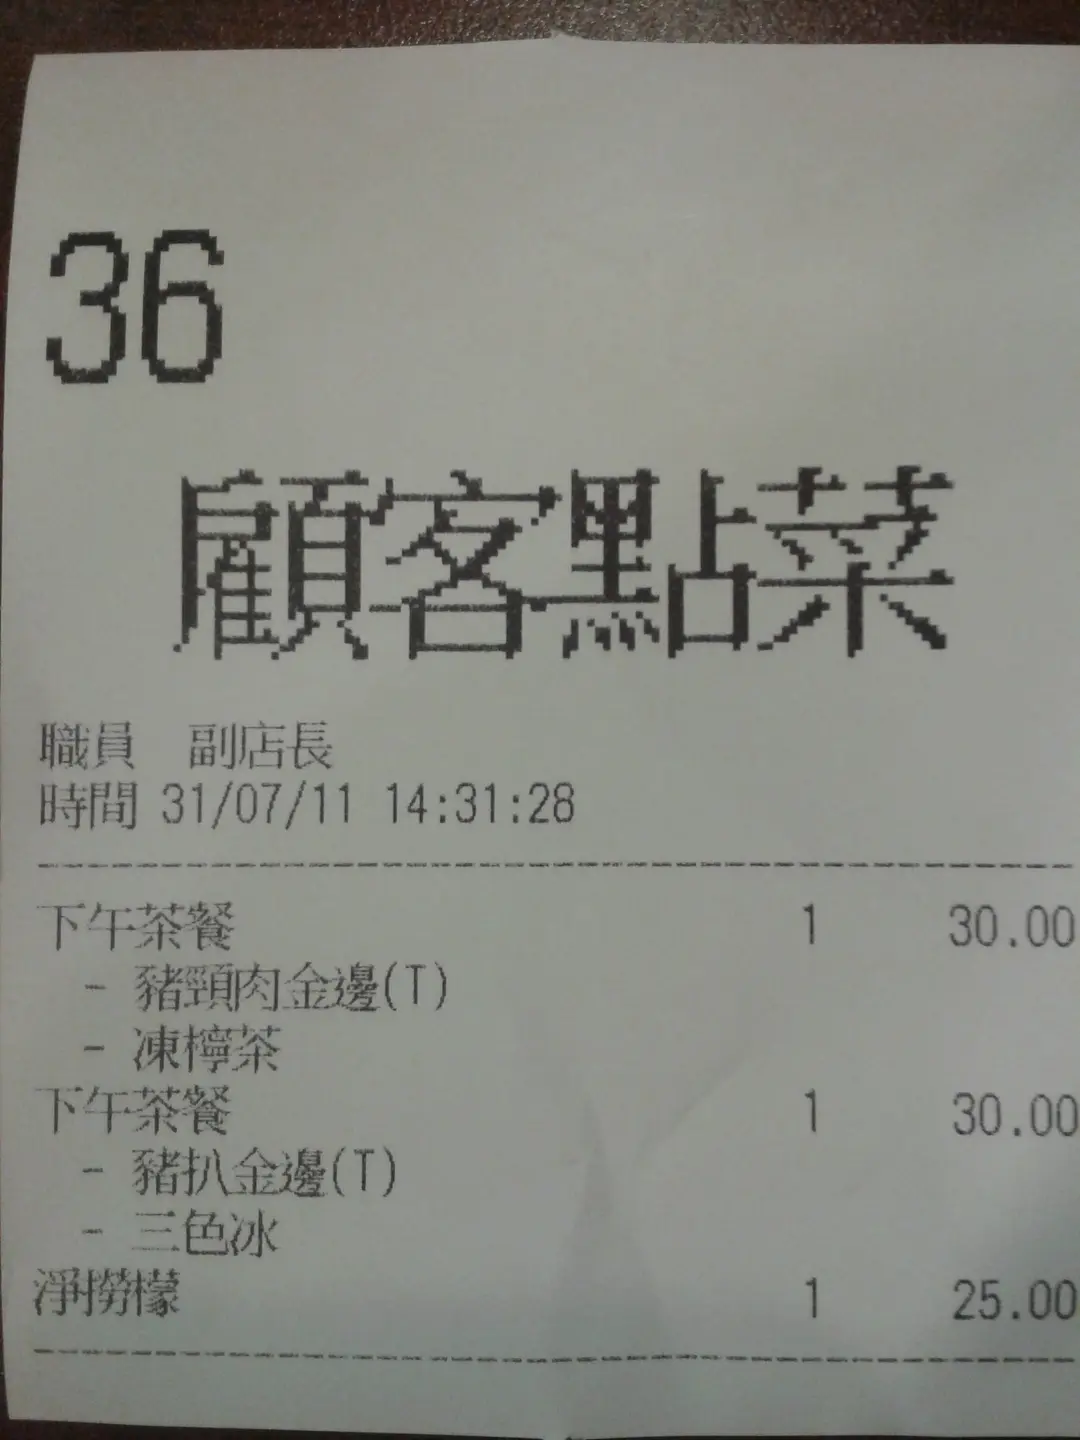 36
顧客點菜
職員 副店長
時間 31/07/11 14:31:28
下午茶餐 1 30.00
- 豬頸肉金邊(T)
- 凍檸茶
下午茶餐 1 30.00
- 豬扒金邊(T)
- 三色冰
淨撈檬 1 25.00